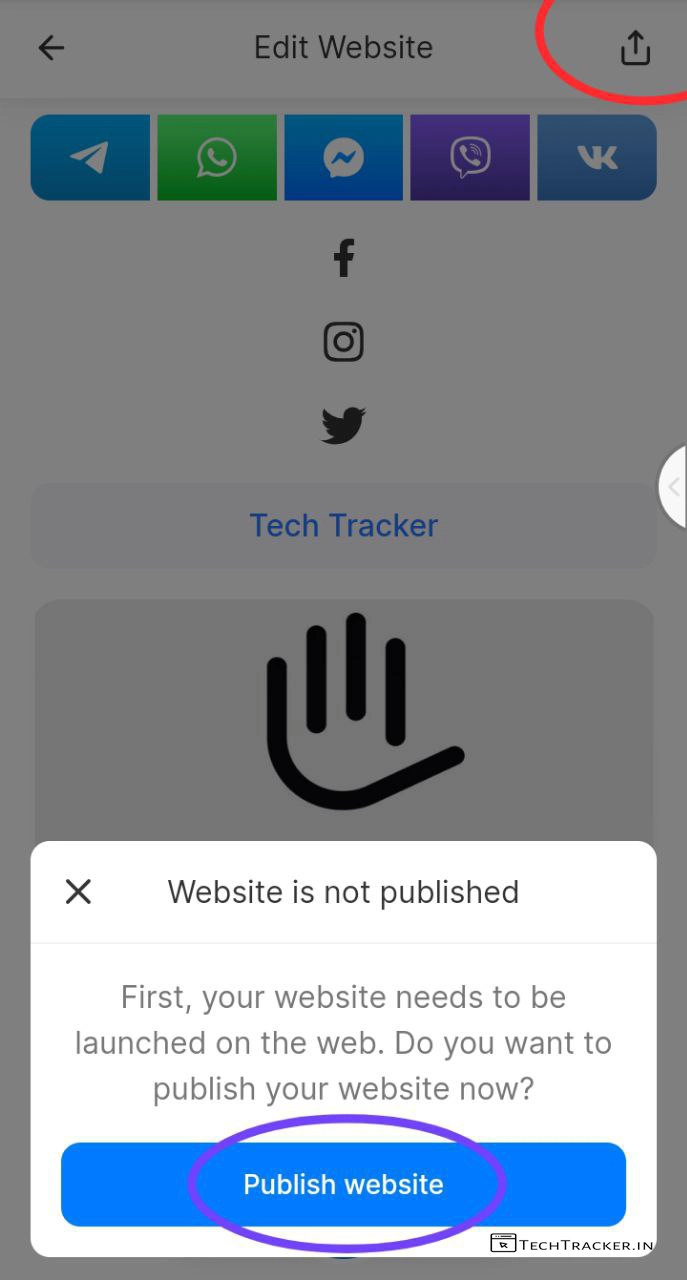 Edit Website
Tech Tracker
Website is not published
First, your website needs to be
launched on the web. Do you want to
publish your website now?
Publish website
TECHTRACKER.IN